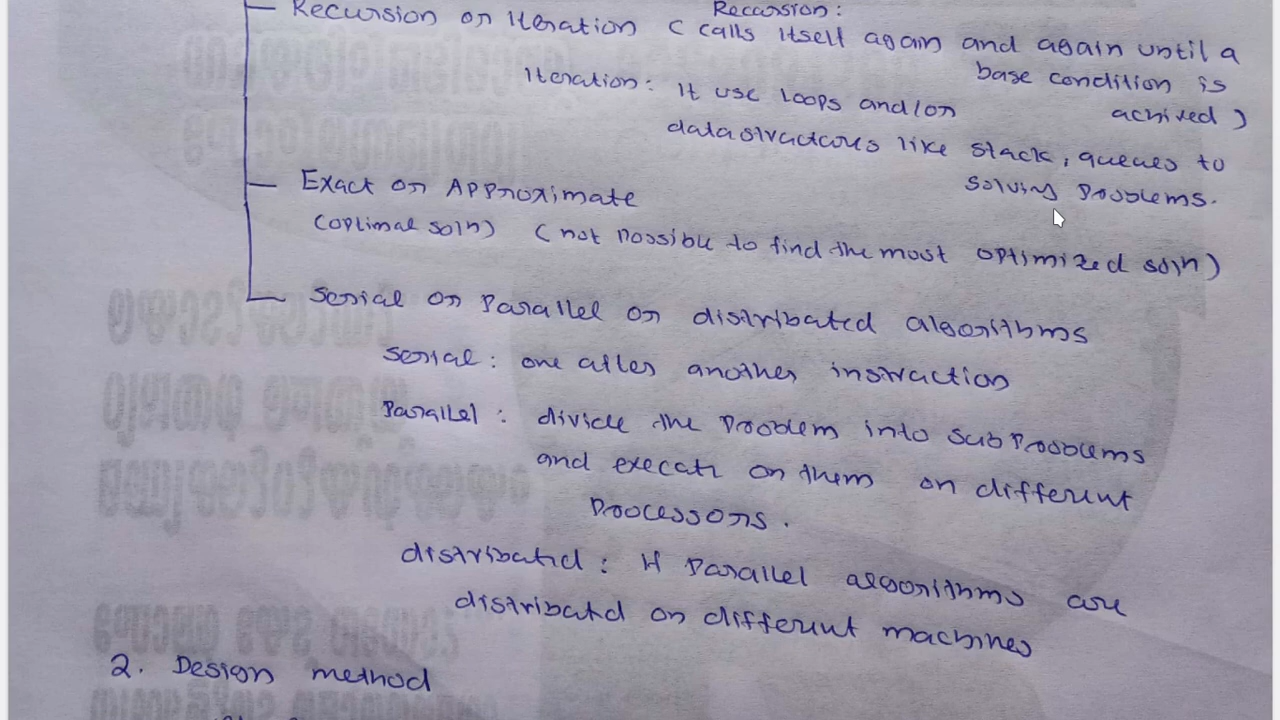 Recursion:
Recursion or Iteration ( calls itself again and again until a
base condition is
achived )
Iteration: It use loops and/or
datastructures like stack, queues to
solving problems.
Exact or Approximate
(optimal soln) ( not possible to find the most optimized soln )
Serial or Parallel or distributed algorithms
Serial : one after another instruction
Parallel : divide the problem into subproblems
and execute on them on different
processors.
distributed : If parallel algorithms are
distributed on different machines
2. Design method